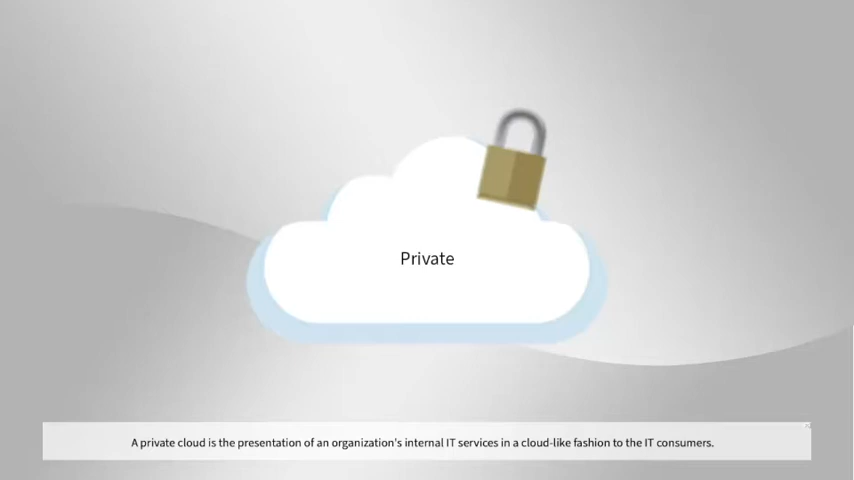 Private
A private cloud is the presentation of an organization's internal IT services in a cloud-like fashion to the IT consumers.